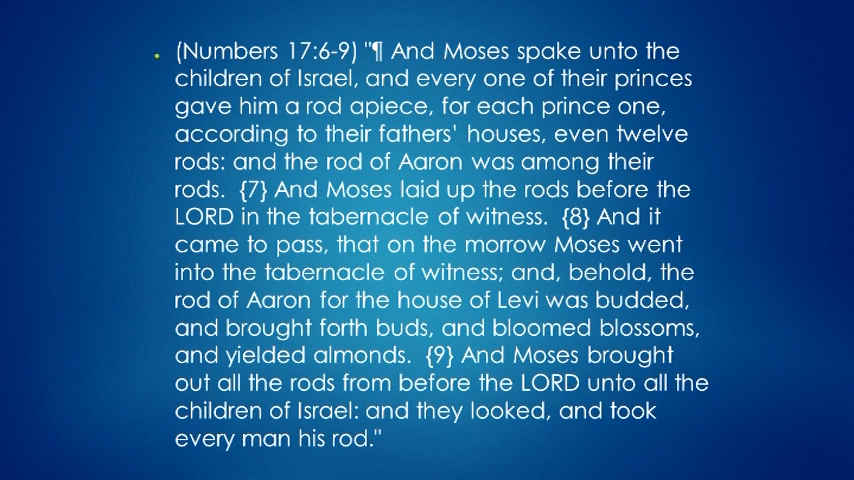 • (Numbers 17:6-9) "¶ And Moses spake unto the
children of Israel, and every one of their princes
gave him a rod apiece, for each prince one,
according to their fathers' houses, even twelve
rods: and the rod of Aaron was among their
rods.  {7} And Moses laid up the rods before the
LORD in the tabernacle of witness.  {8} And it
came to pass, that on the morrow Moses went
into the tabernacle of witness; and, behold, the
rod of Aaron for the house of Levi was budded,
and brought forth buds, and bloomed blossoms,
and yielded almonds.  {9} And Moses brought
out all the rods from before the LORD unto all the
children of Israel: and they looked, and took
every man his rod."